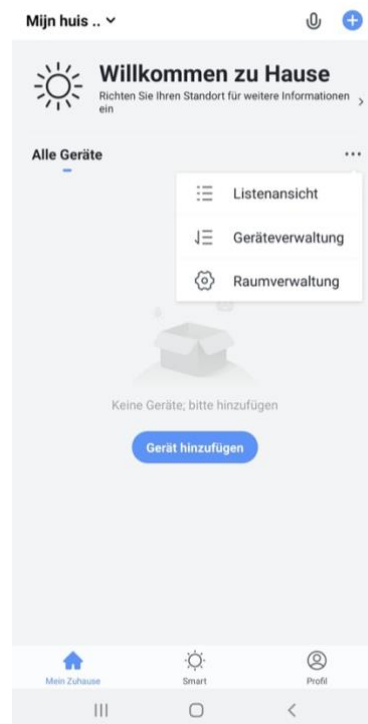 Mijn huis ..
Willkommen zu Hause
Richten Sie Ihren Standort für weitere Informationen
ein
Alle Geräte
Listenansicht
Geräteverwaltung
Raumverwaltung
Keine Geräte; bitte hinzufügen
Gerät hinzufügen
Mein Zuhause
Smart
Profil